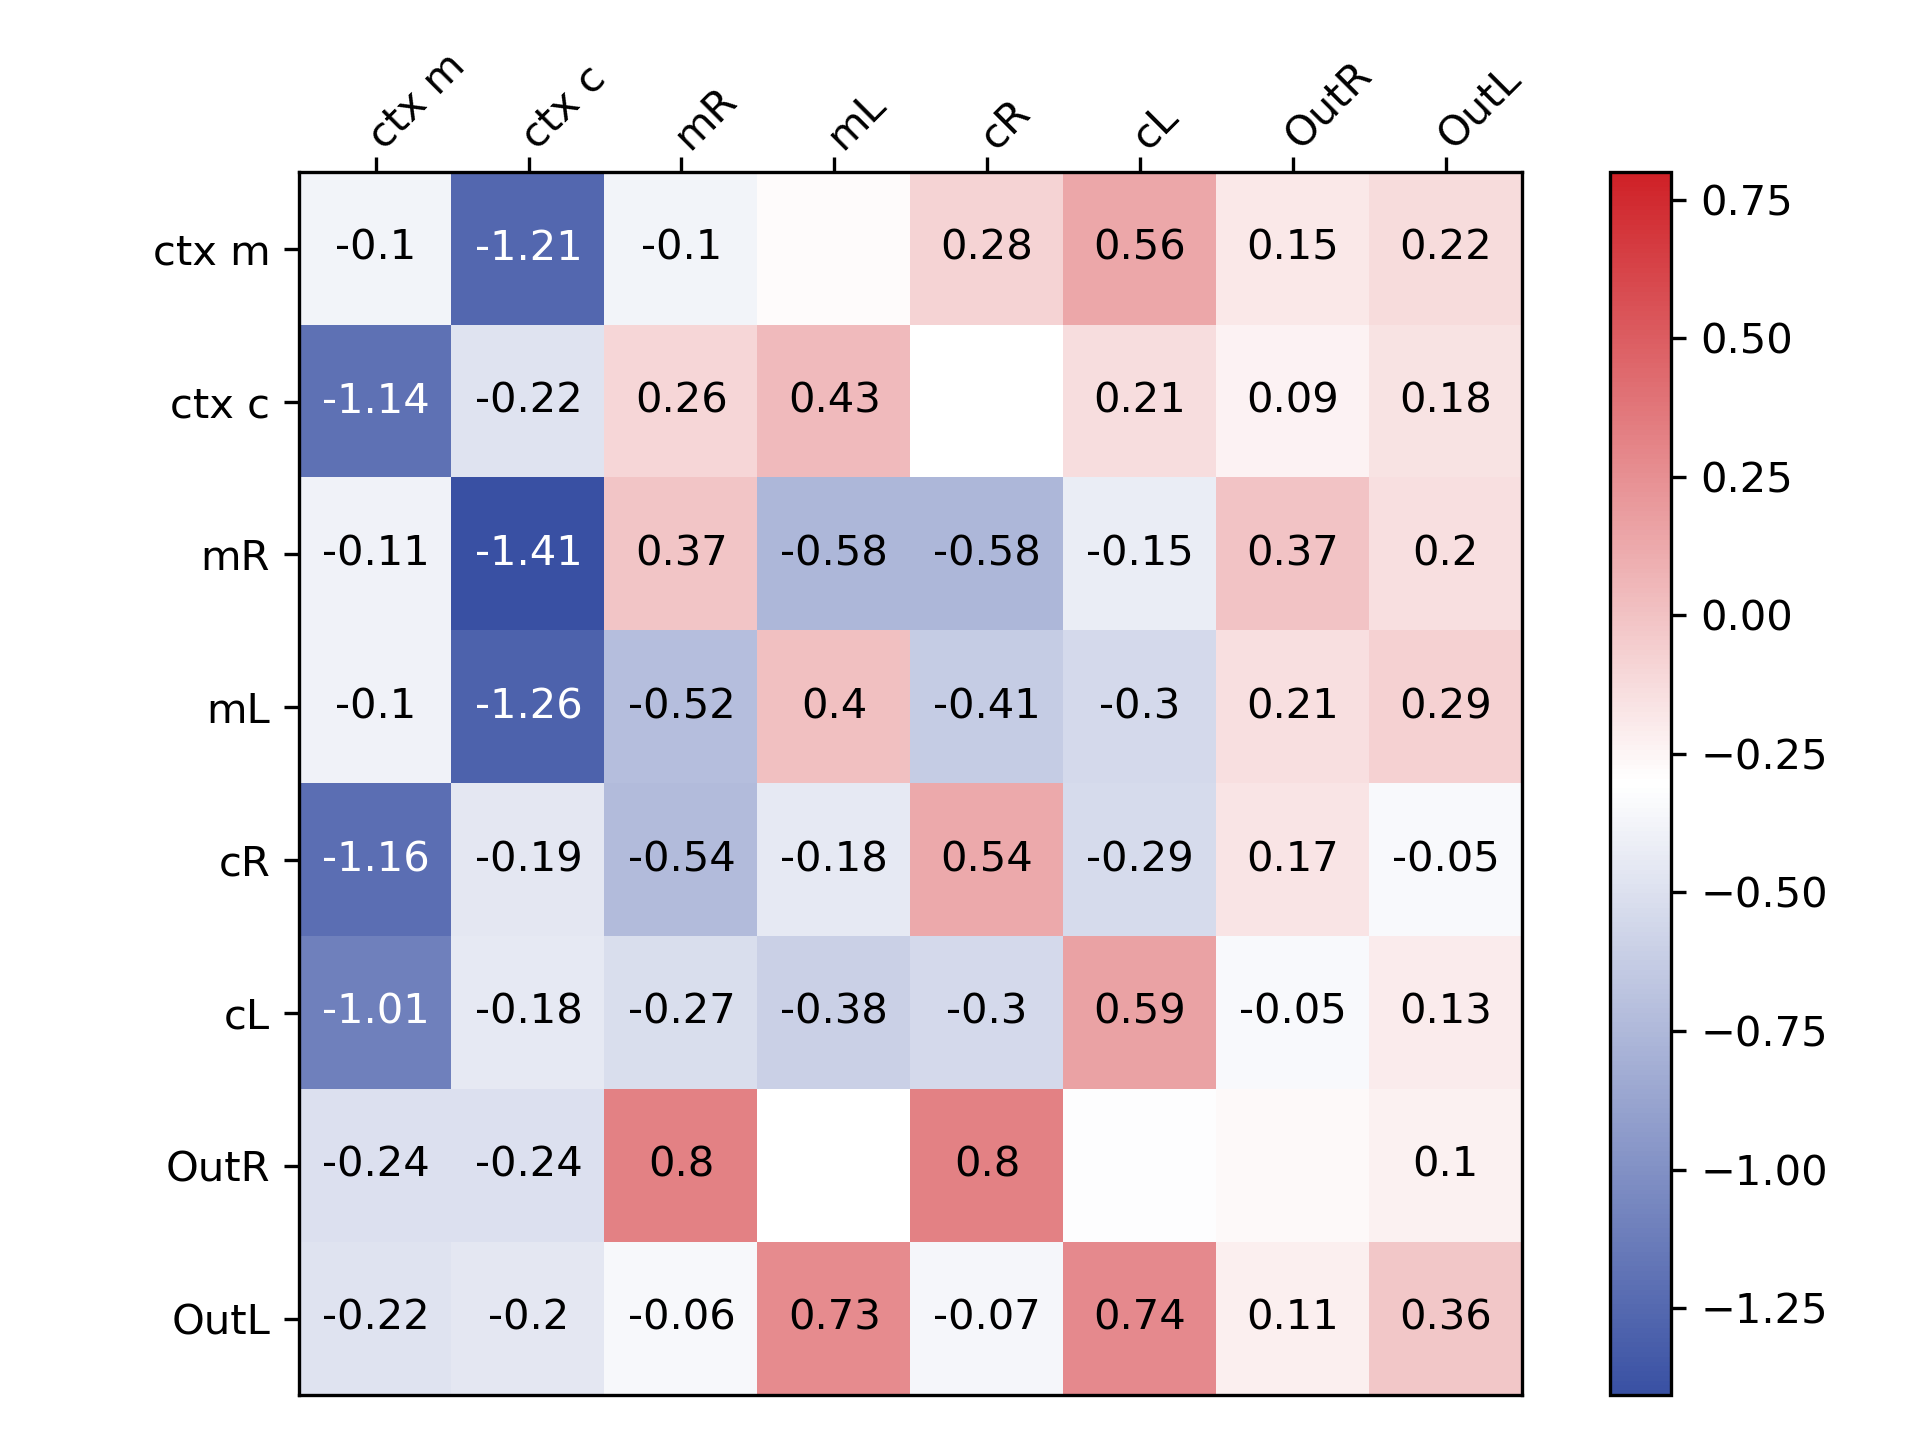 ctx m ctx c mR mL cR cL OutR OutL
ctx m -0.1 -1.21 -0.1 0.28 0.56 0.15 0.22
ctx c -1.14 -0.22 0.26 0.43 0.21 0.09 0.18
mR -0.11 -1.41 0.37 -0.58 -0.58 -0.15 0.37 0.2
mL -0.1 -1.26 -0.52 0.4 -0.41 -0.3 0.21 0.29
cR -1.16 -0.19 -0.54 -0.18 0.54 -0.29 0.17 -0.05
cL -1.01 -0.18 -0.27 -0.38 -0.3 0.59 -0.05 0.13
OutR -0.24 -0.24 0.8 0.8 0.1
OutL -0.22 -0.2 -0.06 0.73 -0.07 0.74 0.11 0.36
0.75
0.50
0.25
0.00
−0.25
−0.50
−0.75
−1.00
−1.25